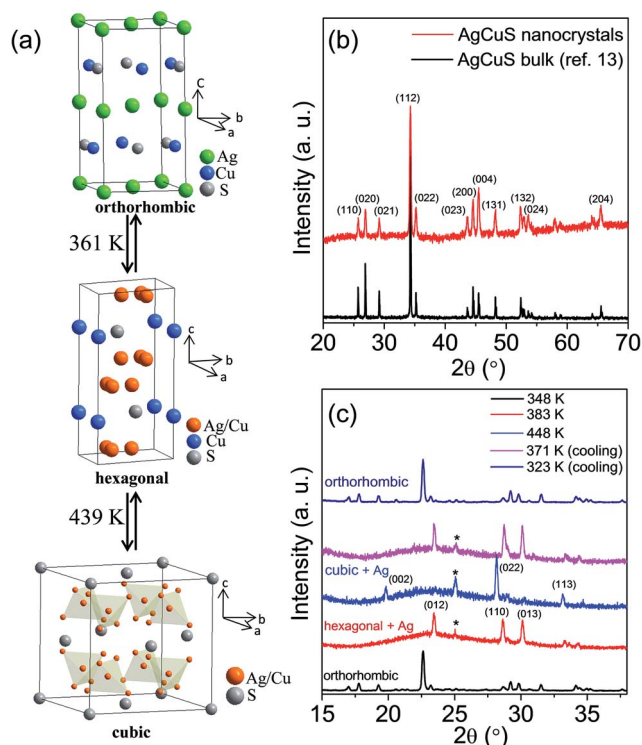 (a)
c
b
a
Ag
Cu
S
orthorhombic
361 K
c
b
a
Ag/Cu
Cu
S
hexagonal
439 K
c
b
a
Ag/Cu
S
cubic
(b)
AgCuS nanocrystals
AgCuS bulk (ref. 13)
Intensity (a. u.)
(110)
(020)
(021)
(112)
(022)
(023)
(200)
(004)
(131)
(132)
(024)
(204)
20 30 40 50 60 70
2θ (°)
(c)
348 K
383 K
448 K
371 K (cooling)
323 K (cooling)
Intensity (a. u.)
orthorhombic
*
cubic + Ag
(002)
*
(022)
(113)
hexagonal + Ag
(012)
*
(110)
(013)
orthorhombic
15 20 25 30 35
2θ (°)